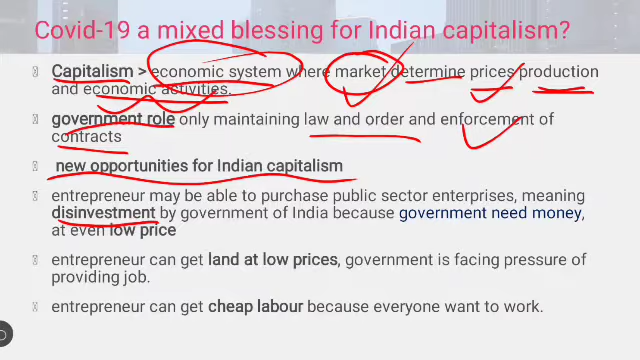 Covid-19 a mixed blessing for Indian capitalism?
Capitalism > economic system where market determine prices production
and economic activities.
government role only maintaining law and order and enforcement of
contracts
new opportunities for Indian capitalism
entrepreneur may be able to purchase public sector enterprises, meaning
disinvestment by government of India because government need money,
at even low price
entrepreneur can get land at low prices, government is facing pressure of
providing job.
entrepreneur can get cheap labour because everyone want to work.